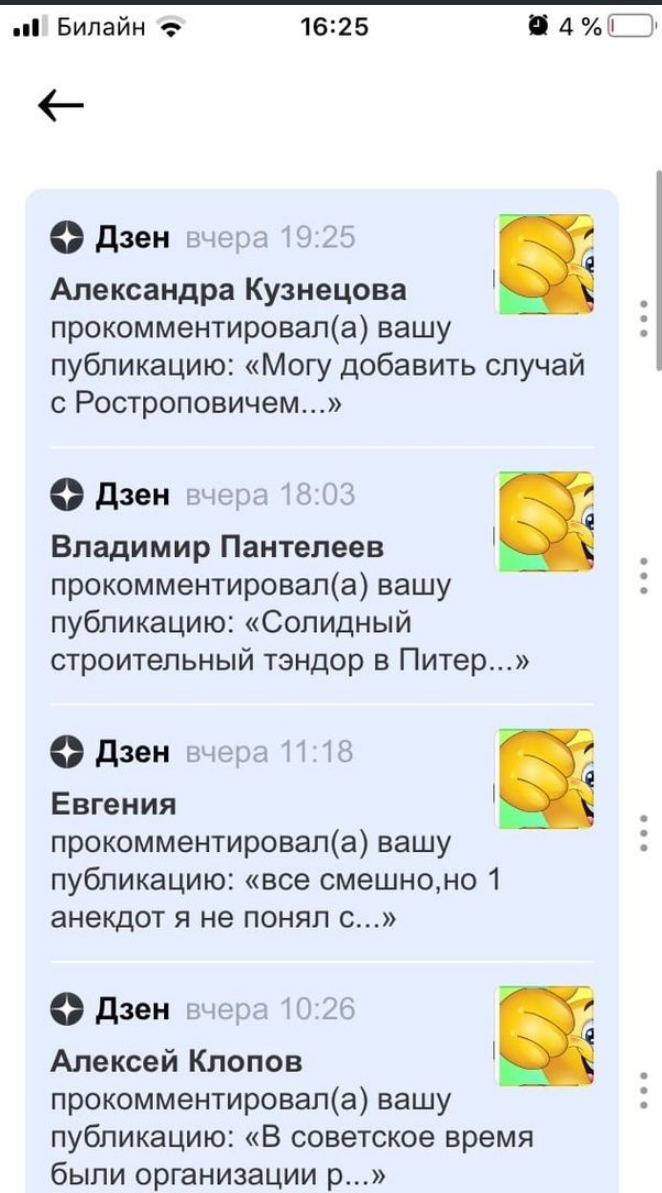 Билайн 16:25 4 %
Дзен вчера 19:25
Александра Кузнецова
прокомментировал(а) вашу
публикацию: «Могу добавить случай
с Ростроповичем...»
Дзен вчера 18:03
Владимир Пантелеев
прокомментировал(а) вашу
публикацию: «Солидный
строительный тэндор в Питер...»
Дзен вчера 11:18
Евгения
прокомментировал(а) вашу
публикацию: «все смешно,но 1
анекдот я не понял с...»
Дзен вчера 10:26
Алексей Клопов
прокомментировал(а) вашу
публикацию: «В советское время
были организации р...»